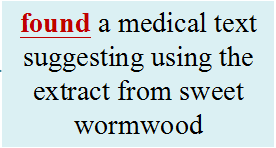 found a medical text
suggesting using the
extract from sweet
wormwood